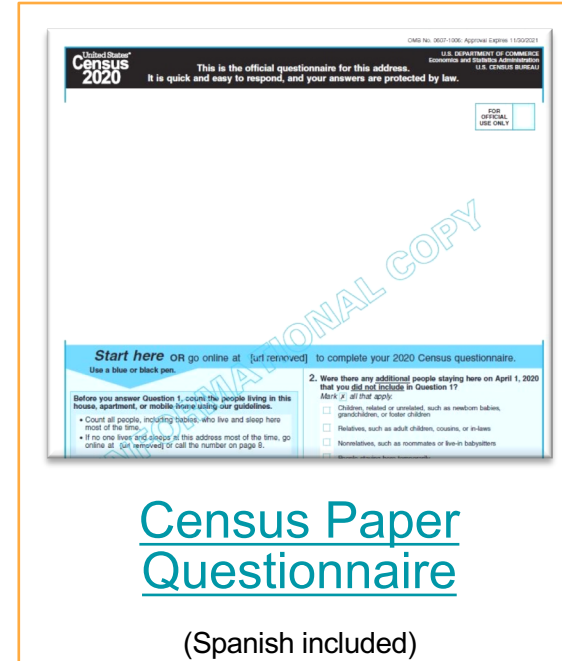 OMB No. 0607-1006: Approval Expires 11/30/2021
United States®
Census
2020
This is the official questionnaire for this address.
It is quick and easy to respond, and your answers are protected by law.
U.S. DEPARTMENT OF COMMERCE
Economics and Statistics Administration
U.S. CENSUS BUREAU
FOR
OFFICIAL
USE ONLY
INFORMATIONAL COPY
Start here OR go online at [url removed] to complete your 2020 Census questionnaire.
Use a blue or black pen.
Before you answer Question 1, count the people living in this
house, apartment, or mobile home using our guidelines.
• Count all people, including babies, who live and sleep here
most of the time.
• If no one lives and sleeps at this address most of the time, go
online at [url removed] or call the number on page 8.
2. Were there any additional people staying here on April 1, 2020
that you did not include in Question 1?
Mark x all that apply.
Children, related or unrelated, such as newborn babies,
grandchildren, or foster children
Relatives, such as adult children, cousins, or in-laws
Nonrelatives, such as roommates or live-in babysitters
People staying here temporarily
Census Paper
Questionnaire
(Spanish included)